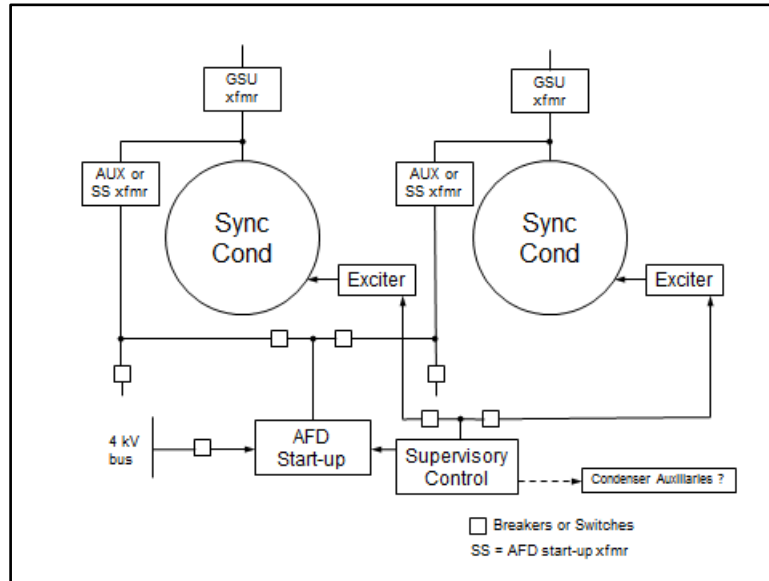 GSU
xfmr
GSU
xfmr
AUX or
SS xfmr
AUX or
SS xfmr
Sync
Cond
Sync
Cond
Exciter
Exciter
4 kV
bus
AFD
Start-up
Supervisory
Control
Condenser Auxiliaries ?
Breakers or Switches
SS = AFD start-up xfmr